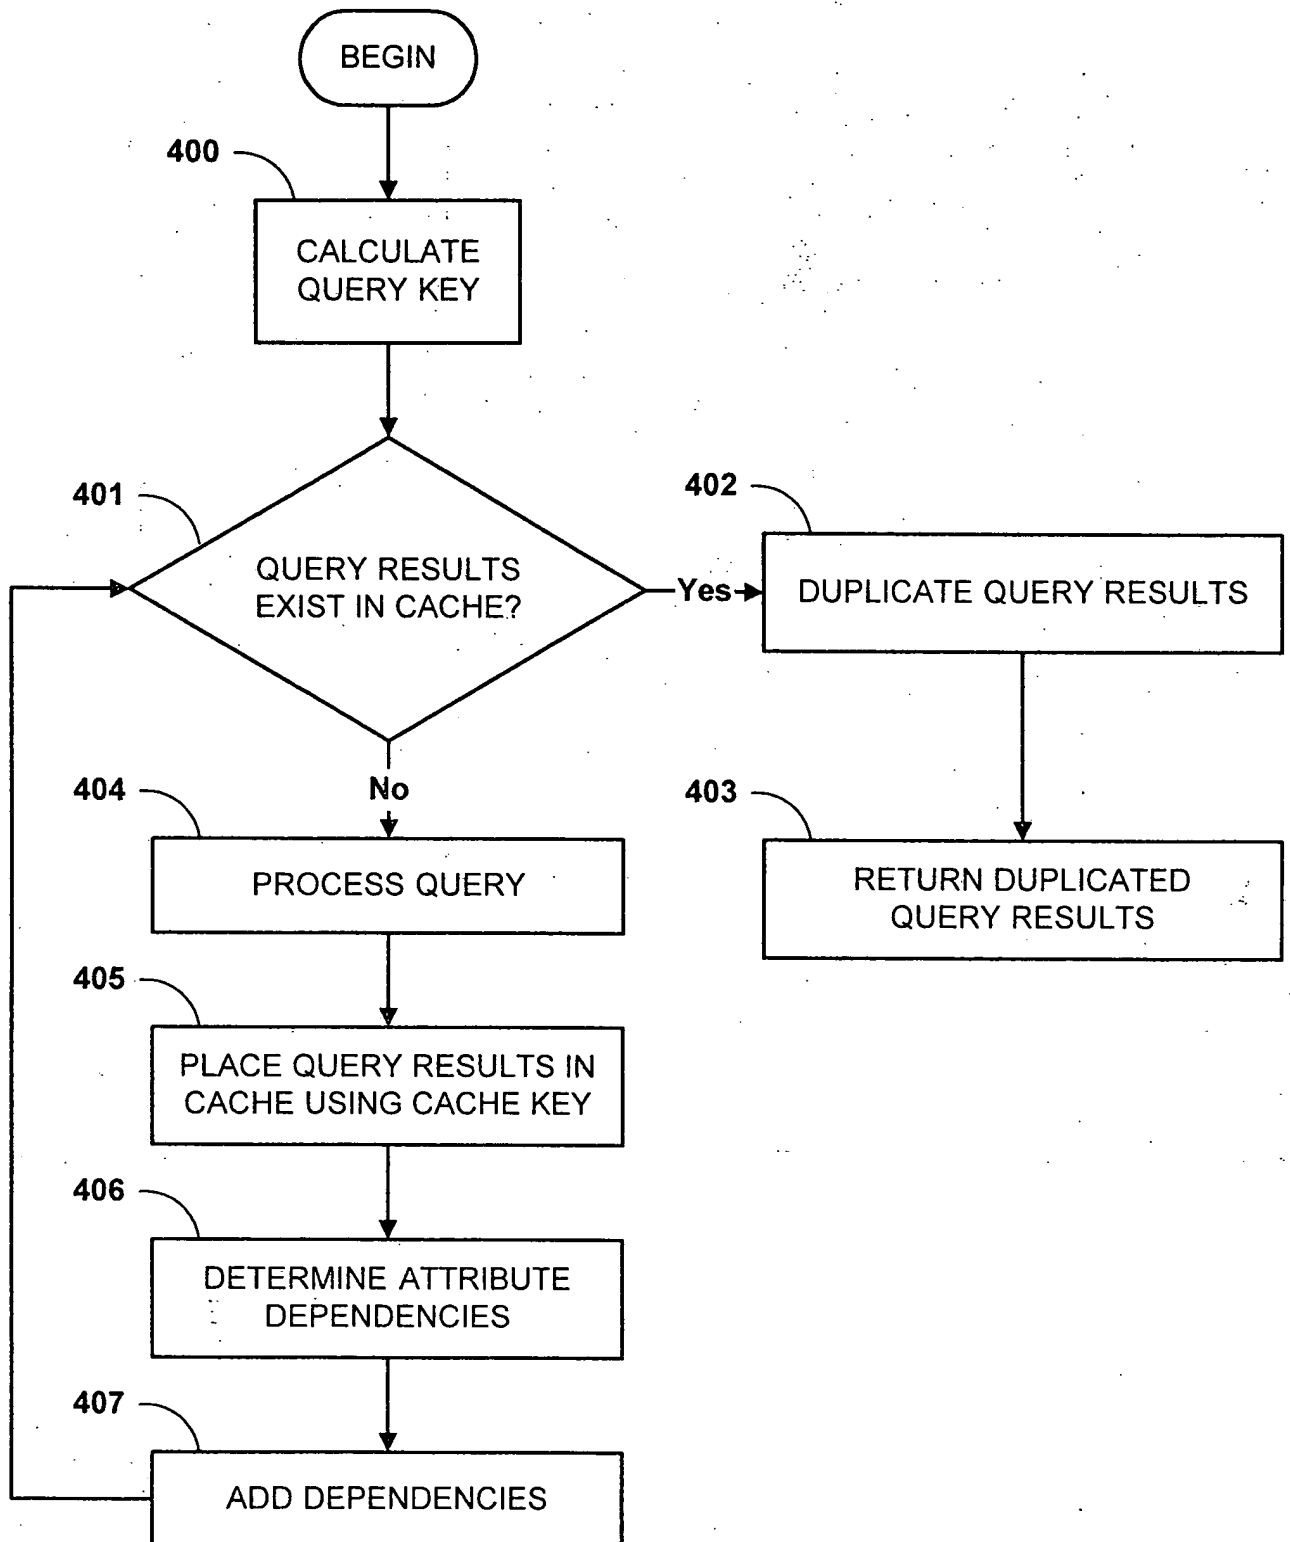 BEGIN
400
CALCULATE
QUERY KEY
401
QUERY RESULTS
EXIST IN CACHE?
Yes
402
DUPLICATE QUERY RESULTS
403
RETURN DUPLICATED
QUERY RESULTS
No
404
PROCESS QUERY
405
PLACE QUERY RESULTS IN
CACHE USING CACHE KEY
406
DETERMINE ATTRIBUTE
DEPENDENCIES
407
ADD DEPENDENCIES